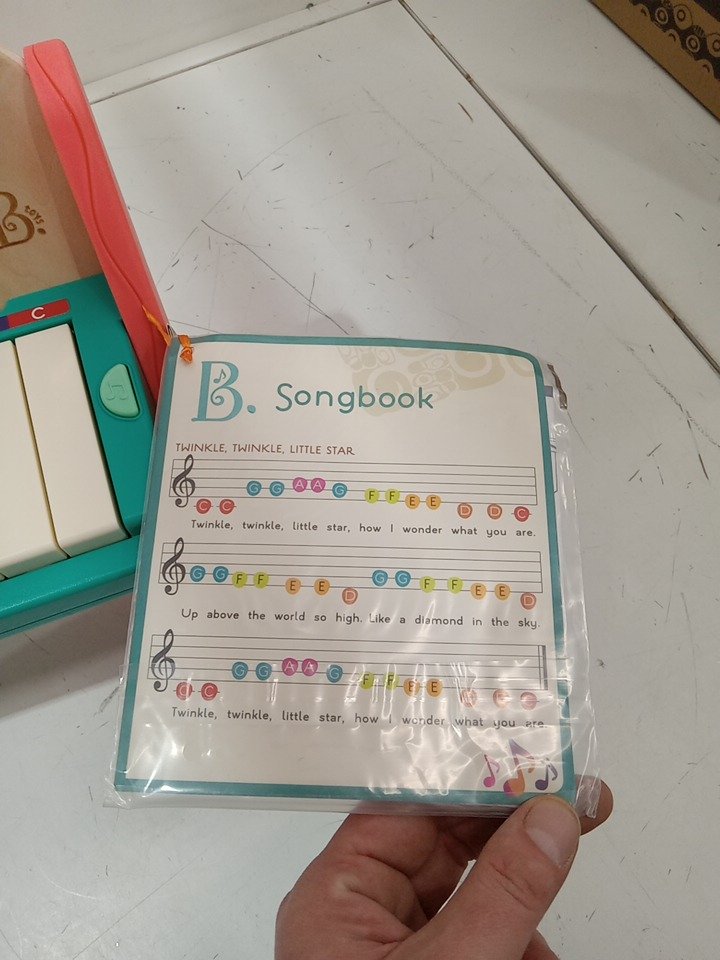 B. toys
C
B. Songbook
TWINKLE, TWINKLE, LITTLE STAR
C C G G A A G F F E E D D C
Twinkle, twinkle, little star, how I wonder what you are.
G G F F E E D G G F F E E D
Up above the world so high. Like a diamond in the sky.
C C G G A A G F F E E C
Twinkle, twinkle, little star, how I wonder what you are.